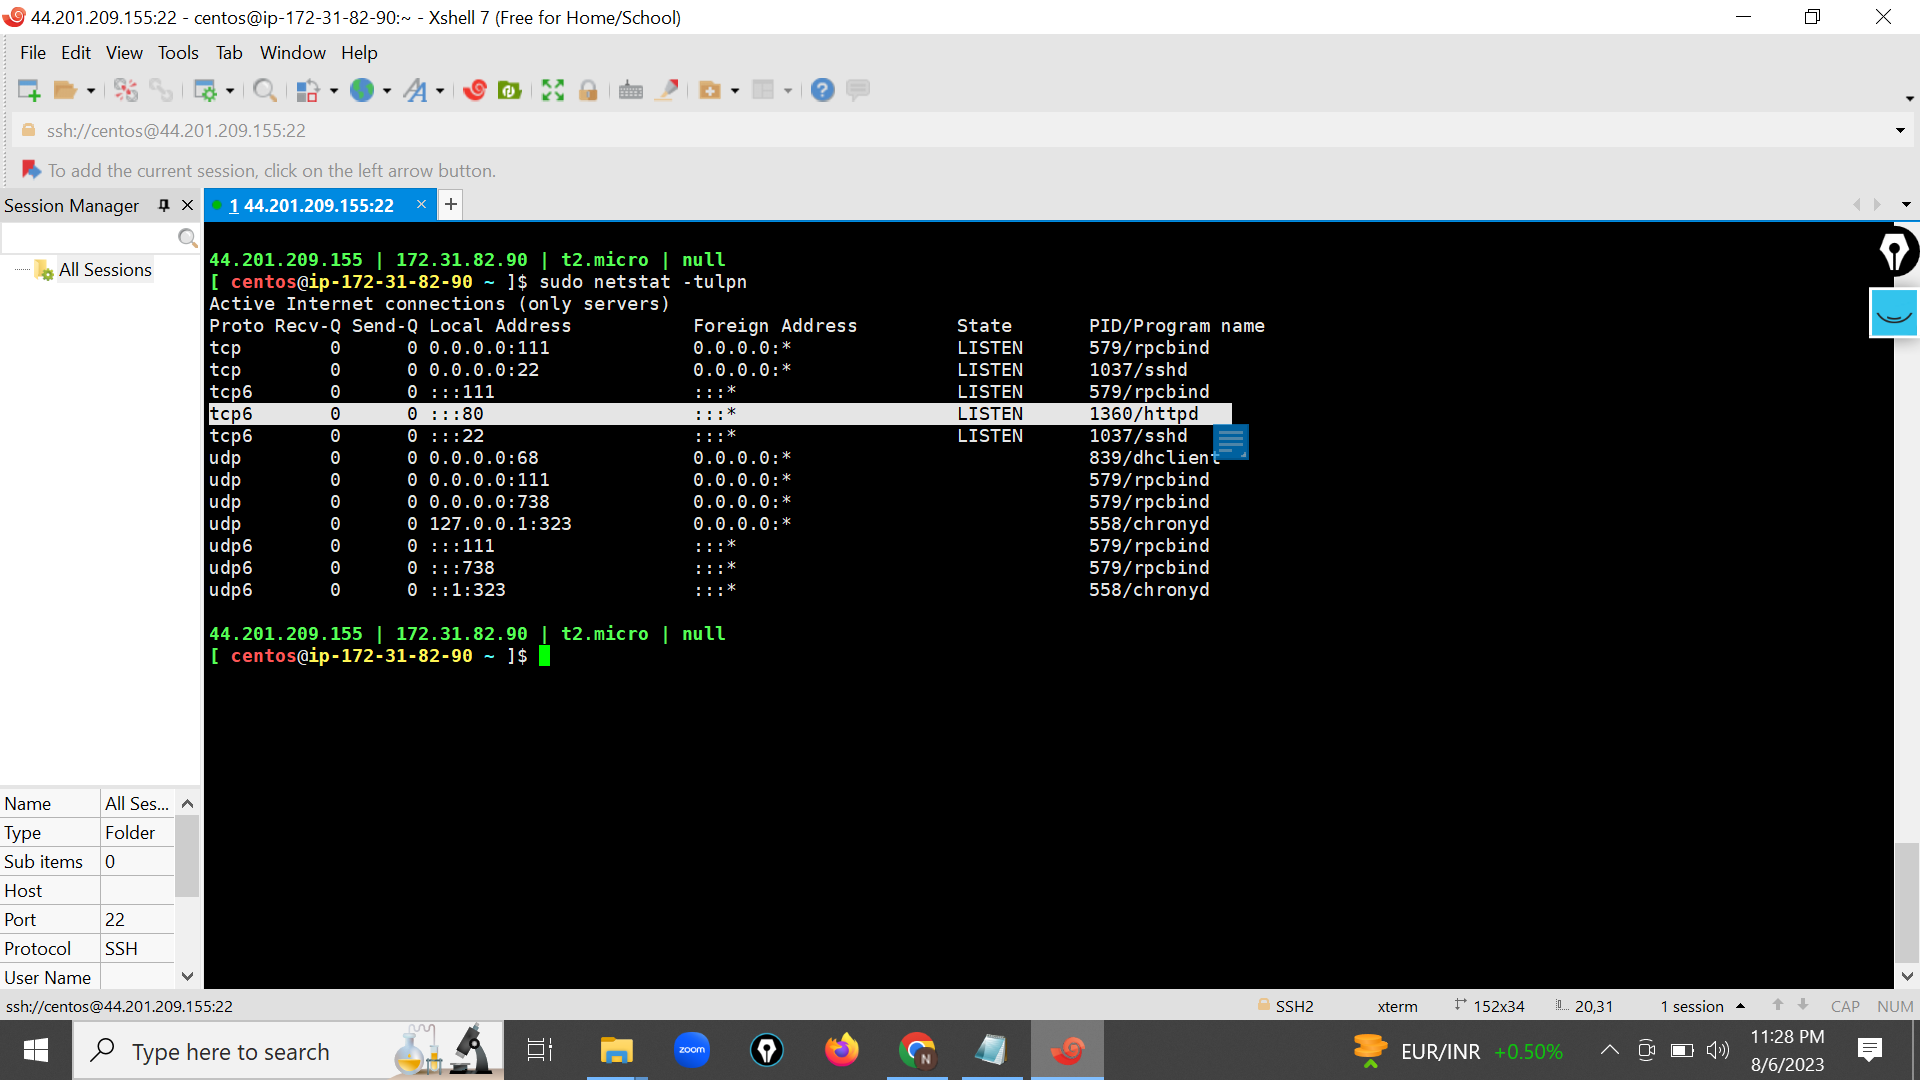 44.201.209.155:22 - centos@ip-172-31-82-90:~ - Xshell 7 (Free for Home/School)
File Edit View Tools Tab Window Help
ssh://centos@44.201.209.155:22
To add the current session, click on the left arrow button.
Session Manager
1 44.201.209.155:22
All Sessions
44.201.209.155 | 172.31.82.90 | t2.micro | null
[ centos@ip-172-31-82-90 ~ ]$ sudo netstat -tulpn
Active Internet connections (only servers)
Proto Recv-Q Send-Q Local Address           Foreign Address         State       PID/Program name
tcp        0      0 0.0.0.0:111             0.0.0.0:*               LISTEN      579/rpcbind
tcp        0      0 0.0.0.0:22              0.0.0.0:*               LISTEN      1037/sshd
tcp6       0      0 :::111                  :::*                    LISTEN      579/rpcbind
tcp6       0      0 :::80                   :::*                    LISTEN      1360/httpd
tcp6       0      0 :::22                   :::*                    LISTEN      1037/sshd
udp        0      0 0.0.0.0:68              0.0.0.0:*                           839/dhclient
udp        0      0 0.0.0.0:111             0.0.0.0:*                           579/rpcbind
udp        0      0 0.0.0.0:738             0.0.0.0:*                           579/rpcbind
udp        0      0 127.0.0.1:323           0.0.0.0:*                           558/chronyd
udp6       0      0 :::111                  :::*                                579/rpcbind
udp6       0      0 :::738                  :::*                                579/rpcbind
udp6       0      0 ::1:323                 :::*                                558/chronyd
44.201.209.155 | 172.31.82.90 | t2.micro | null
[ centos@ip-172-31-82-90 ~ ]$
Name All Ses...
Type Folder
Sub items 0
Host
Port 22
Protocol SSH
User Name
ssh://centos@44.201.209.155:22 SSH2 xterm 152x34 20,31 1 session CAP NUM
Type here to search
zoom
N
EUR/INR +0.50%
11:28 PM
8/6/2023